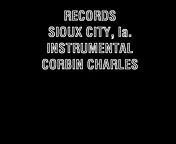 RECORDS
SIOUX CITY, Ia.
INSTRUMENTAL
CORBIN CHARLES